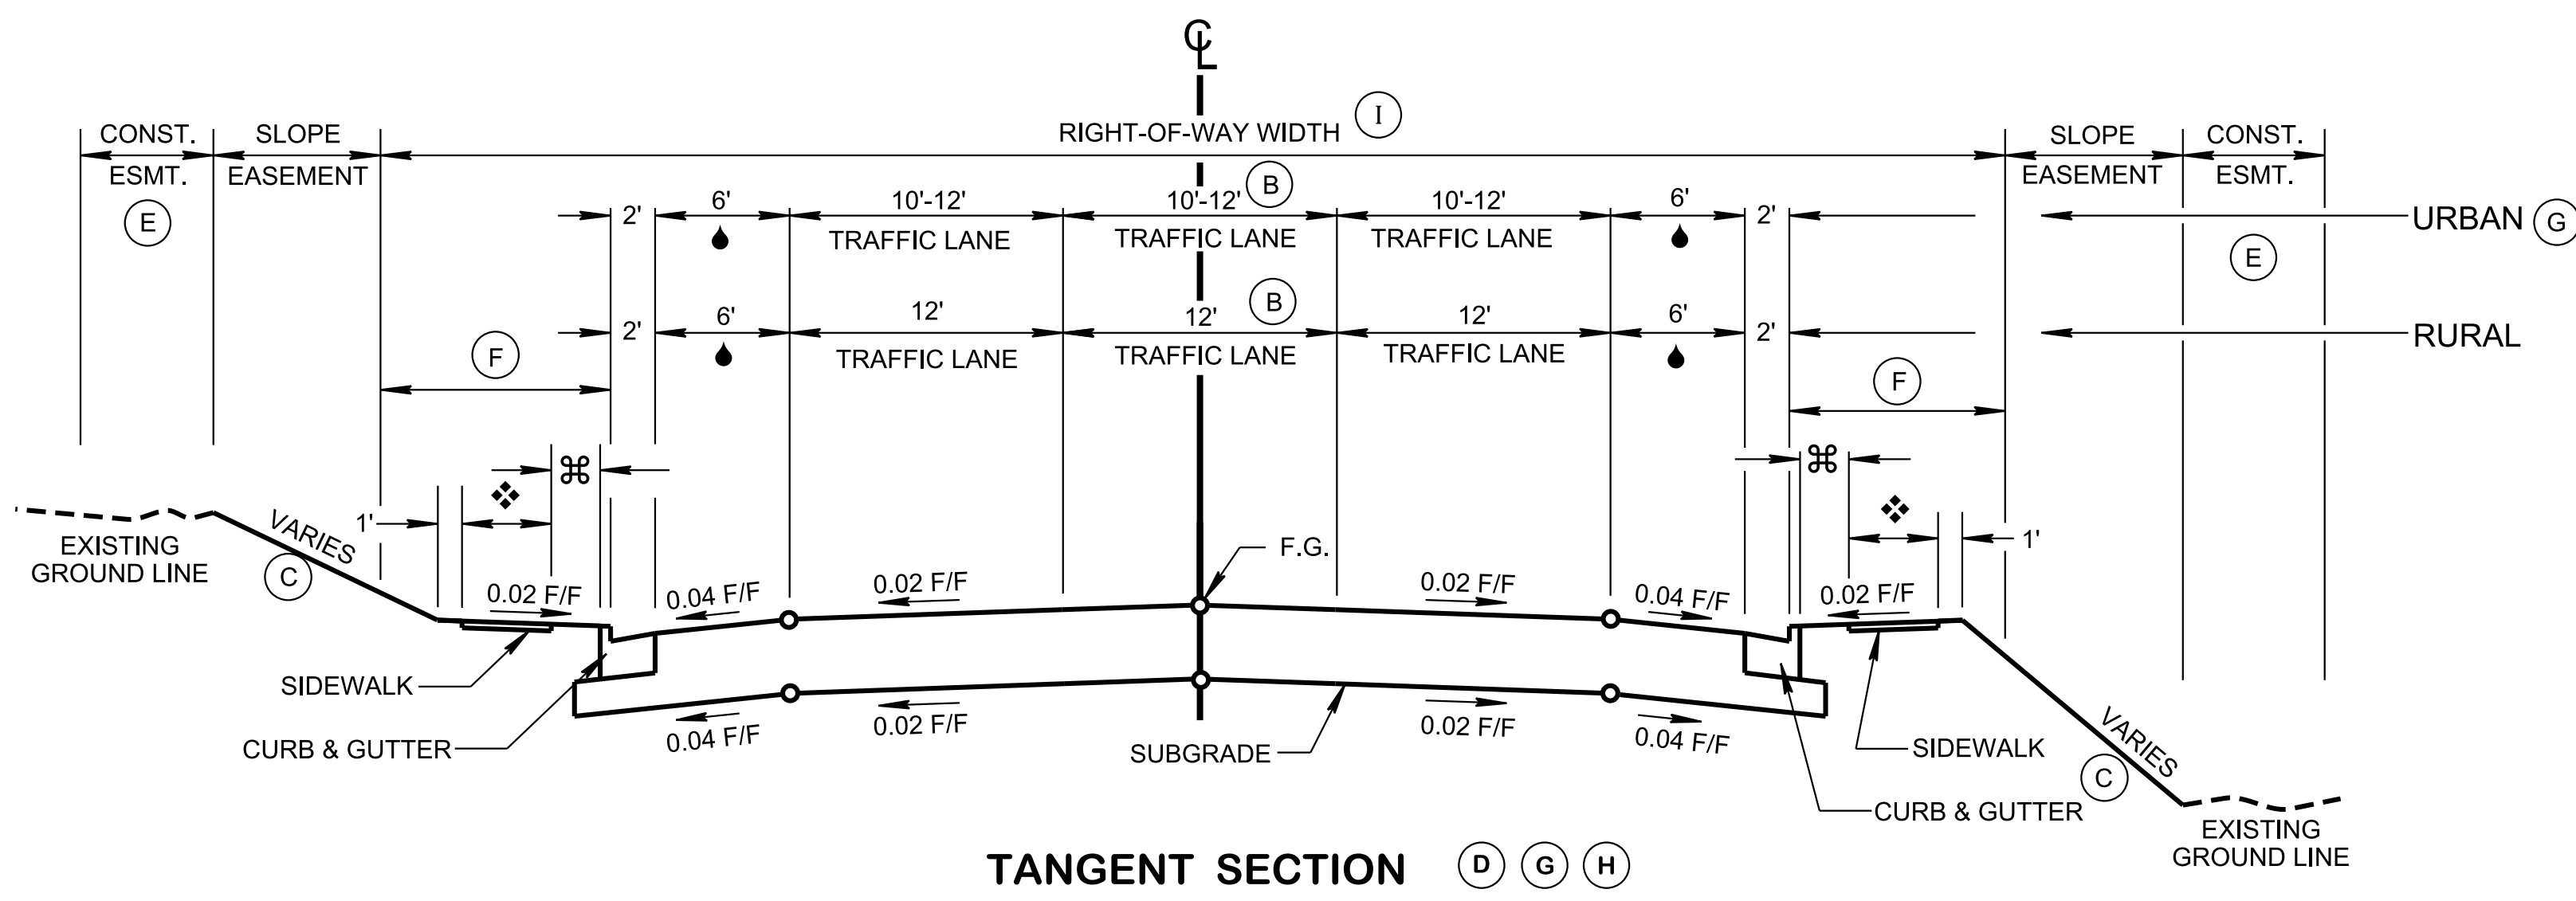 ℄
RIGHT-OF-WAY WIDTH I
CONST. SLOPE SLOPE CONST.
ESMT. EASEMENT EASEMENT ESMT.
E E
2' 6' 10'-12' 10'-12' B 10'-12' 6' 2' URBAN G
TRAFFIC LANE TRAFFIC LANE TRAFFIC LANE
2' 6' 12' 12' B 12' 6' 2' RURAL
TRAFFIC LANE TRAFFIC LANE TRAFFIC LANE
F F
⌘ ⌘
❖ ❖
1' 1'
EXISTING
GROUND LINE
VARIES
C
F.G.
0.02 F/F 0.04 F/F 0.02 F/F 0.02 F/F 0.04 F/F 0.02 F/F
SIDEWALK
CURB & GUTTER
0.04 F/F 0.02 F/F 0.02 F/F 0.04 F/F
SUBGRADE
SIDEWALK
CURB & GUTTER
VARIES
C
EXISTING
GROUND LINE
TANGENT SECTION D G H